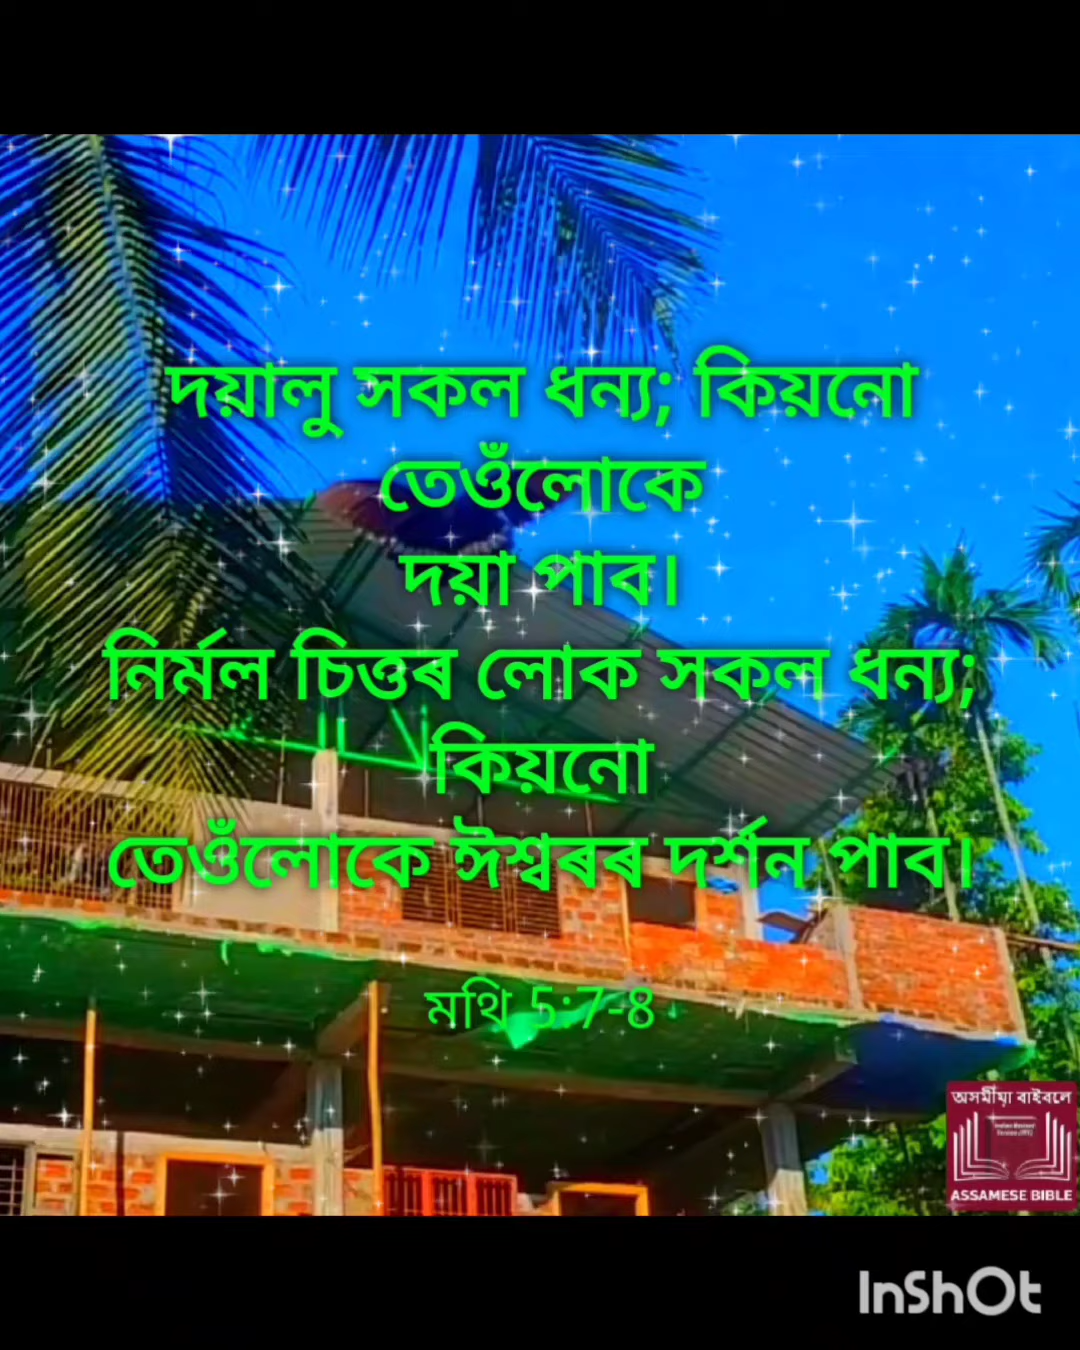 দয়ালু সকল ধন্য; কিয়নো
তেওঁলোকে
দয়া পাব।
নিৰ্মল চিত্তৰ লোক সকল ধন্য;
কিয়নো
তেওঁলোকে ঈশ্বৰৰ দৰ্শন পাব।
মথি 5:7-8
অসমীয়া বাইবেল
ASSAMESE BIBLE
InShOt